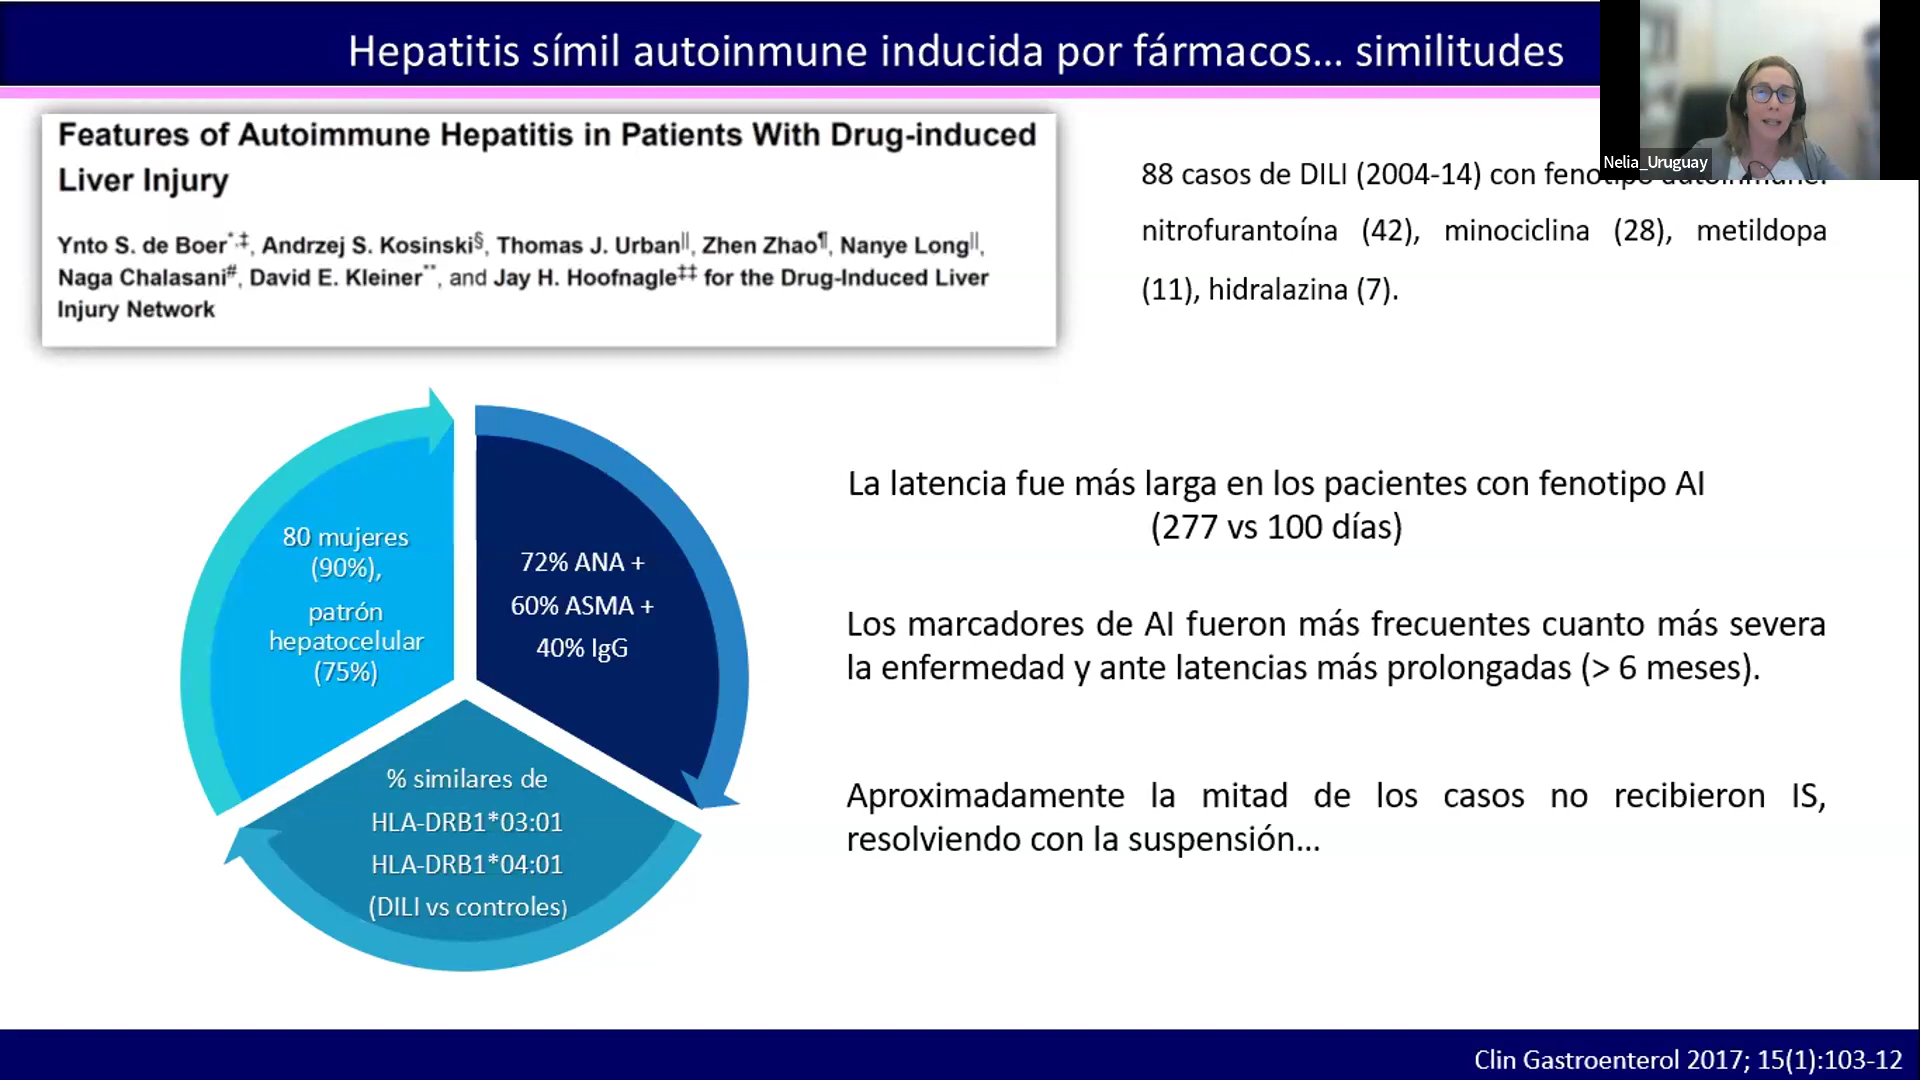 Hepatitis símil autoinmune inducida por fármacos... similitudes
Nelia_Uruguay
Features of Autoimmune Hepatitis in Patients With Drug-induced
Liver Injury
Ynto S. de Boer*,‡, Andrzej S. Kosinski§, Thomas J. Urban||, Zhen Zhao¶, Nanye Long||,
Naga Chalasani#, David E. Kleiner**, and Jay H. Hoofnagle‡‡ for the Drug-Induced Liver
Injury Network
88 casos de DILI (2004-14) con fenotipo autoinmune:
nitrofurantoína (42), minociclina (28), metildopa
(11), hidralazina (7).
80 mujeres
(90%),
patrón
hepatocelular
(75%)
72% ANA +
60% ASMA +
40% IgG
% similares de
HLA-DRB1*03:01
HLA-DRB1*04:01
(DILI vs controles)
La latencia fue más larga en los pacientes con fenotipo AI
(277 vs 100 días)
Los marcadores de AI fueron más frecuentes cuanto más severa
la enfermedad y ante latencias más prolongadas (> 6 meses).
Aproximadamente la mitad de los casos no recibieron IS,
resolviendo con la suspensión...
Clin Gastroenterol 2017; 15(1):103-12